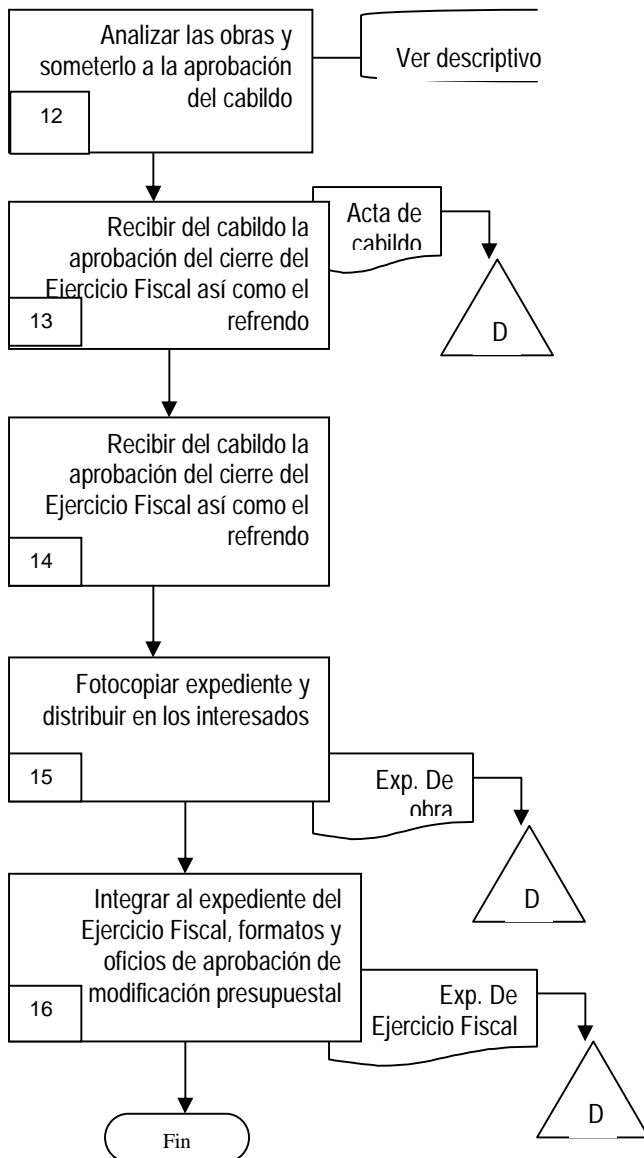 Analizar las obras y
someterlo a la aprobación
del cabildo
12
Ver descriptivo
Recibir del cabildo la
aprobación del cierre del
Ejercicio Fiscal así como el
refrendo
13
Acta de
cabildo
D
Recibir del cabildo la
aprobación del cierre del
Ejercicio Fiscal así como el
refrendo
14
Fotocopiar expediente y
distribuir en los interesados
15
Exp. De
obra
D
Integrar al expediente del
Ejercicio Fiscal, formatos y
oficios de aprobación de
modificación presupuestal
16
Exp. De
Ejercicio Fiscal
D
Fin